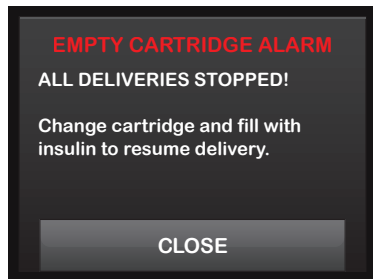 EMPTY CARTRIDGE ALARM
ALL DELIVERIES STOPPED!
Change cartridge and fill with
insulin to resume delivery.
CLOSE